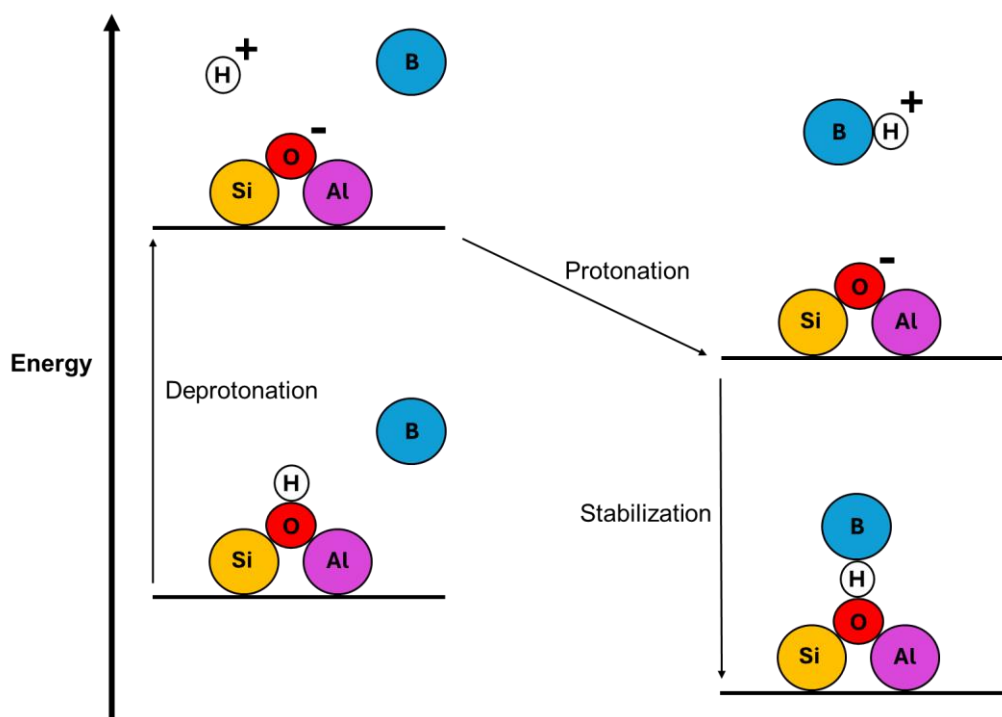 H +
B
O -
Si Al
B H +
Protonation
O -
Si Al
Energy
Deprotonation
B
H
O
Si Al
Stabilization
B
H
O
Si Al